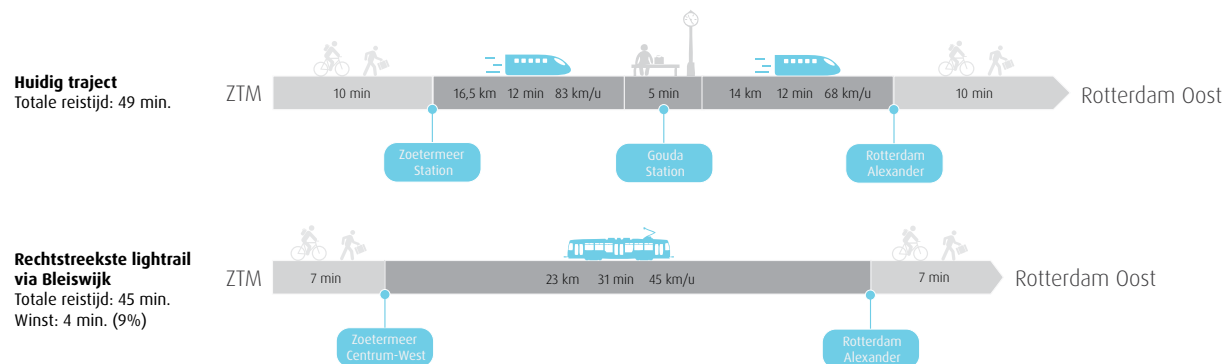 Huidig traject
Totale reistijd: 49 min.
ZTM
10 min
16,5 km 12 min 83 km/u
5 min
14 km 12 min 68 km/u
10 min
Rotterdam Oost
Zoetermeer
Station
Gouda
Station
Rotterdam
Alexander
Rechtstreekste lightrail
via Bleiswijk
Totale reistijd: 45 min.
Winst: 4 min. (9%)
ZTM
7 min
23 km 31 min 45 km/u
7 min
Rotterdam Oost
Zoetermeer
Centrum-West
Rotterdam
Alexander